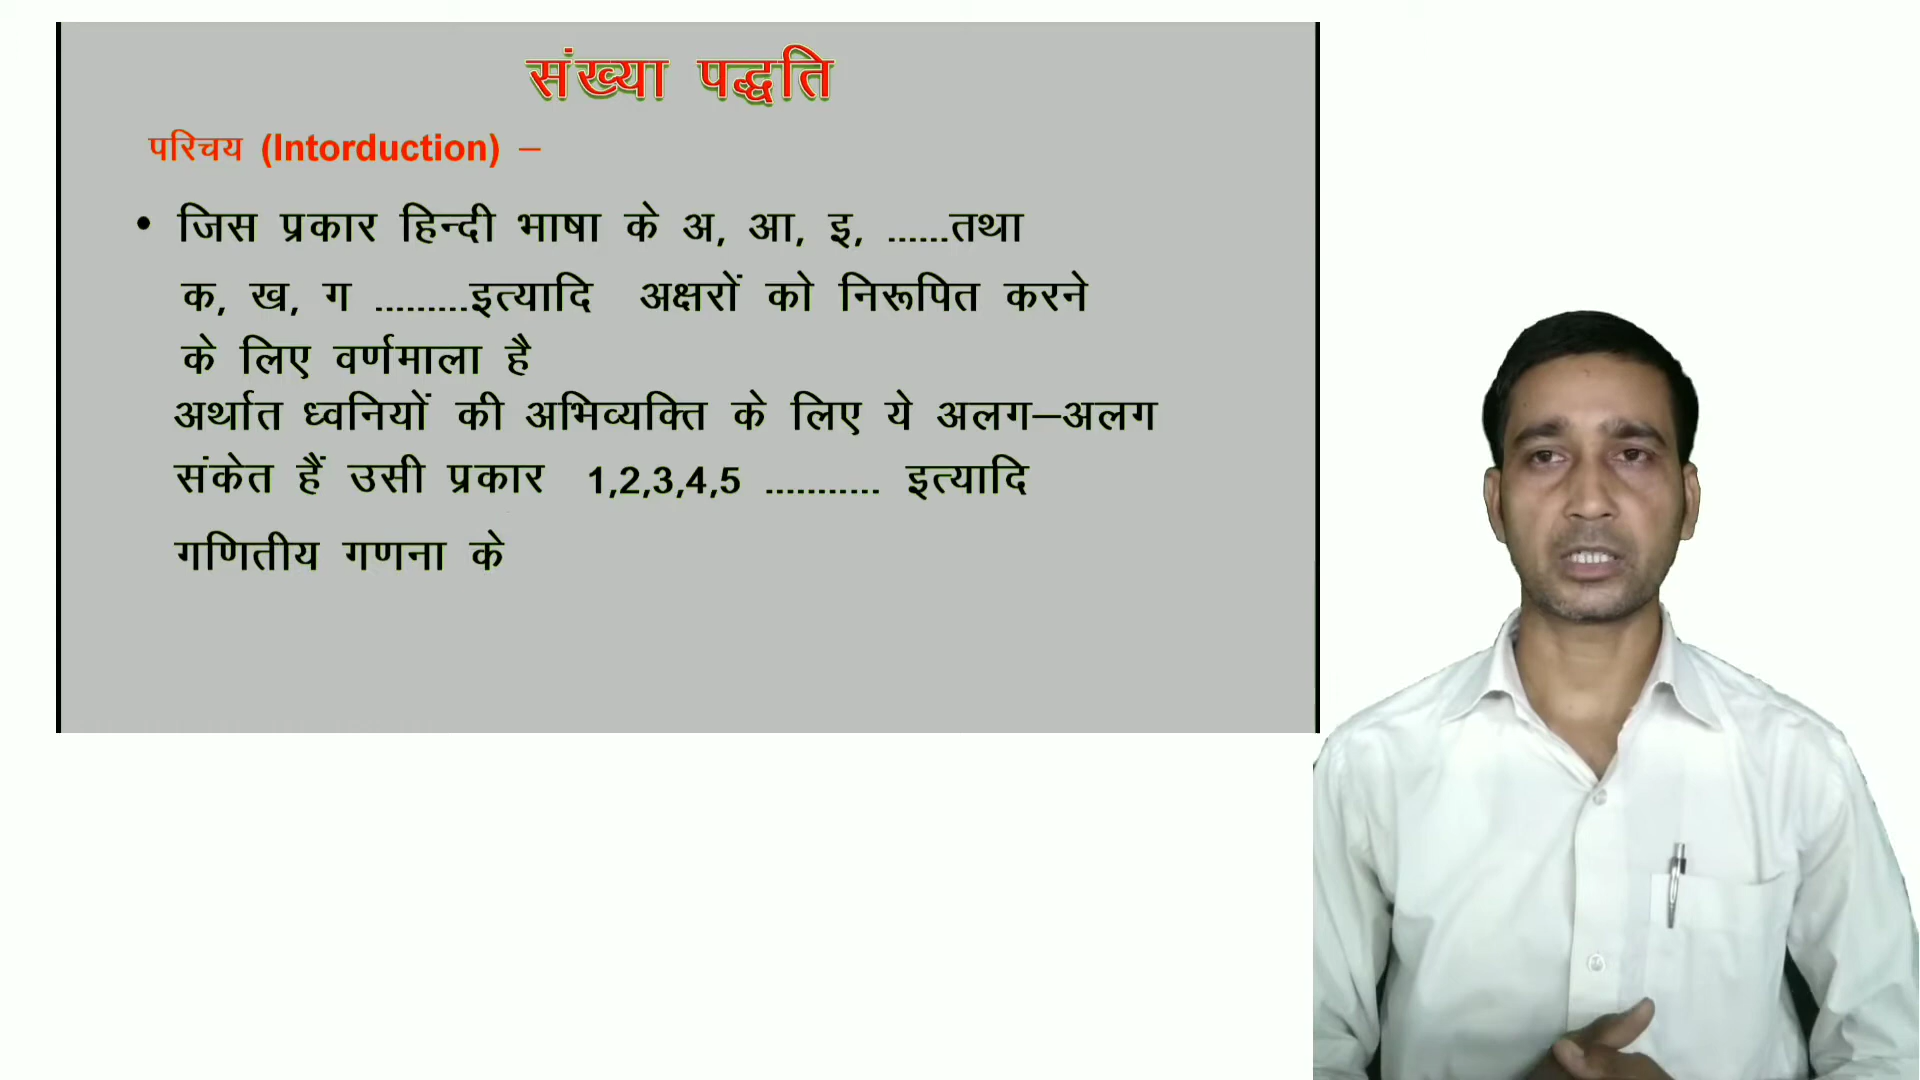 संख्या पद्धति
परिचय (Intorduction) –
• जिस प्रकार हिन्दी भाषा के अ, आ, इ, ......तथा
क, ख, ग .........इत्यादि अक्षरों को निरूपित करने
के लिए वर्णमाला है
अर्थात ध्वनियों की अभिव्यक्ति के लिए ये अलग–अलग
संकेत हैं उसी प्रकार 1,2,3,4,5 ........... इत्यादि
गणितीय गणना के